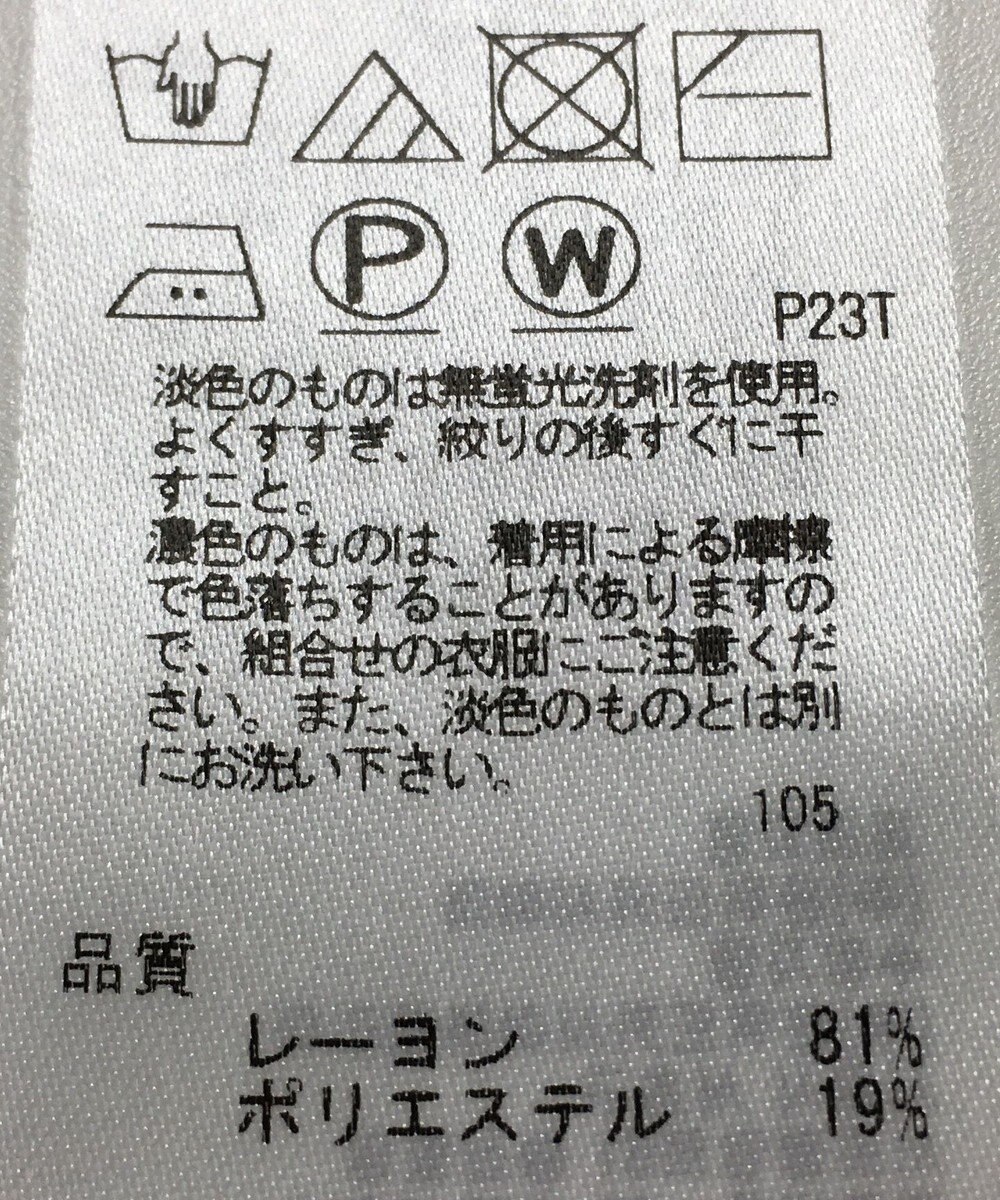 P
W
P23T
淡色のものは無蛍光洗剤を使用。
よくすすぎ、絞りの後すぐに干
すこと。
濃色のものは、着用による摩擦
で色落ちすることがありますの
で、組合せの衣服にご注意くだ
さい。また、淡色のものとは別
にお洗い下さい。
105
品質
レーヨン 81%
ポリエステル 19%